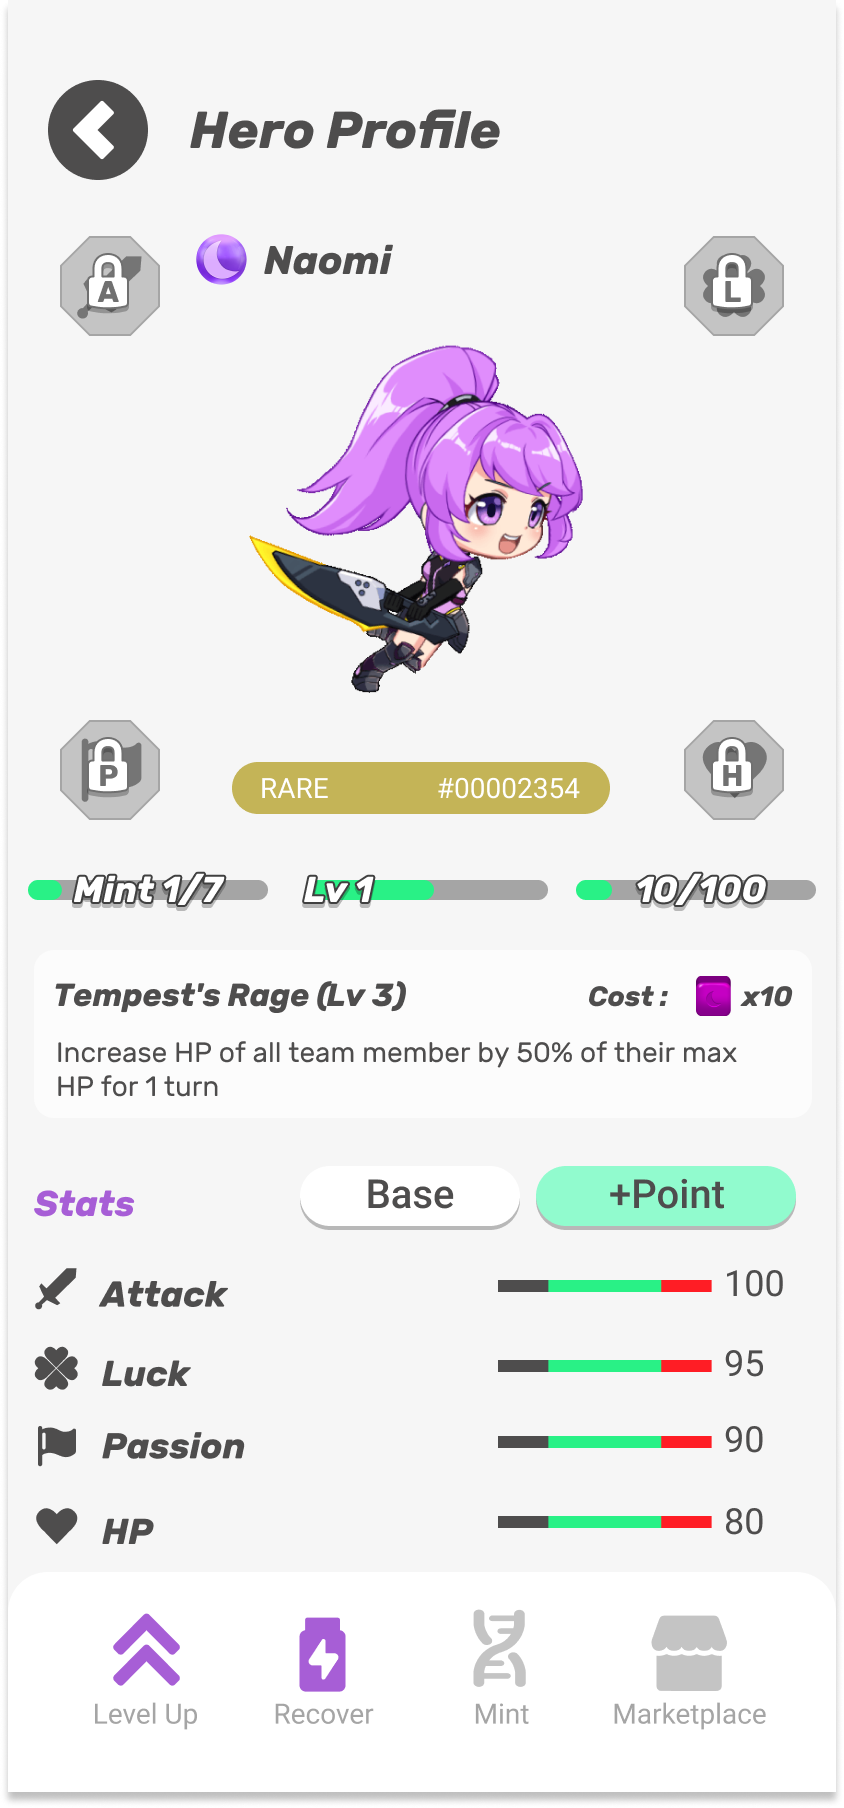 Hero Profile
A
Naomi
L
P
RARE #00002354
H
Mint 1/7
Lv 1
10/100
Tempest's Rage (Lv 3)
Cost : x10
Increase HP of all team member by 50% of their max
HP for 1 turn
Stats
Base
+Point
Attack 100
Luck 95
Passion 90
HP 80
Level Up
Recover
Mint
Marketplace